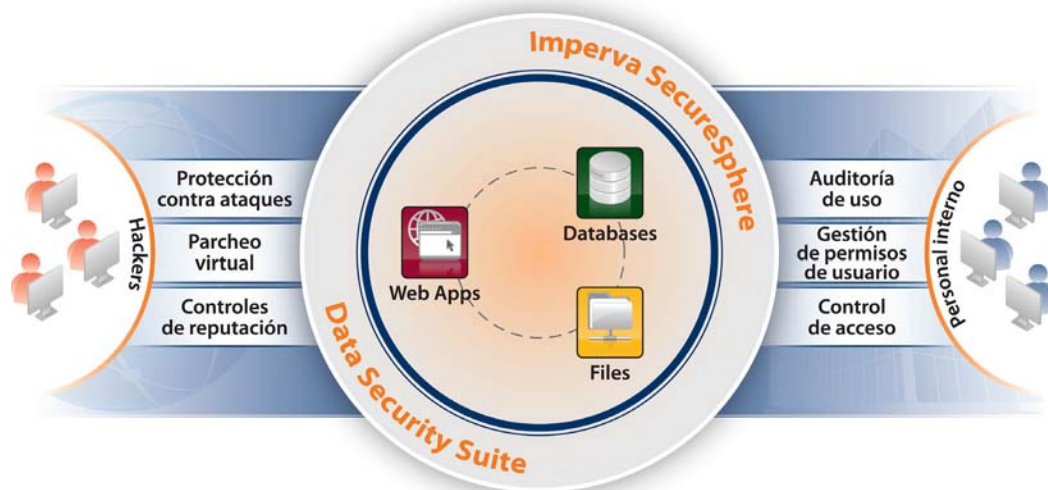 Imperva SecureSphere
Data Security Suite
Hackers
Protección
contra ataques
Parcheo
virtual
Controles
de reputación
Web Apps
Databases
Files
Auditoría
de uso
Gestión
de permisos
de usuario
Control
de acceso
Personal interno